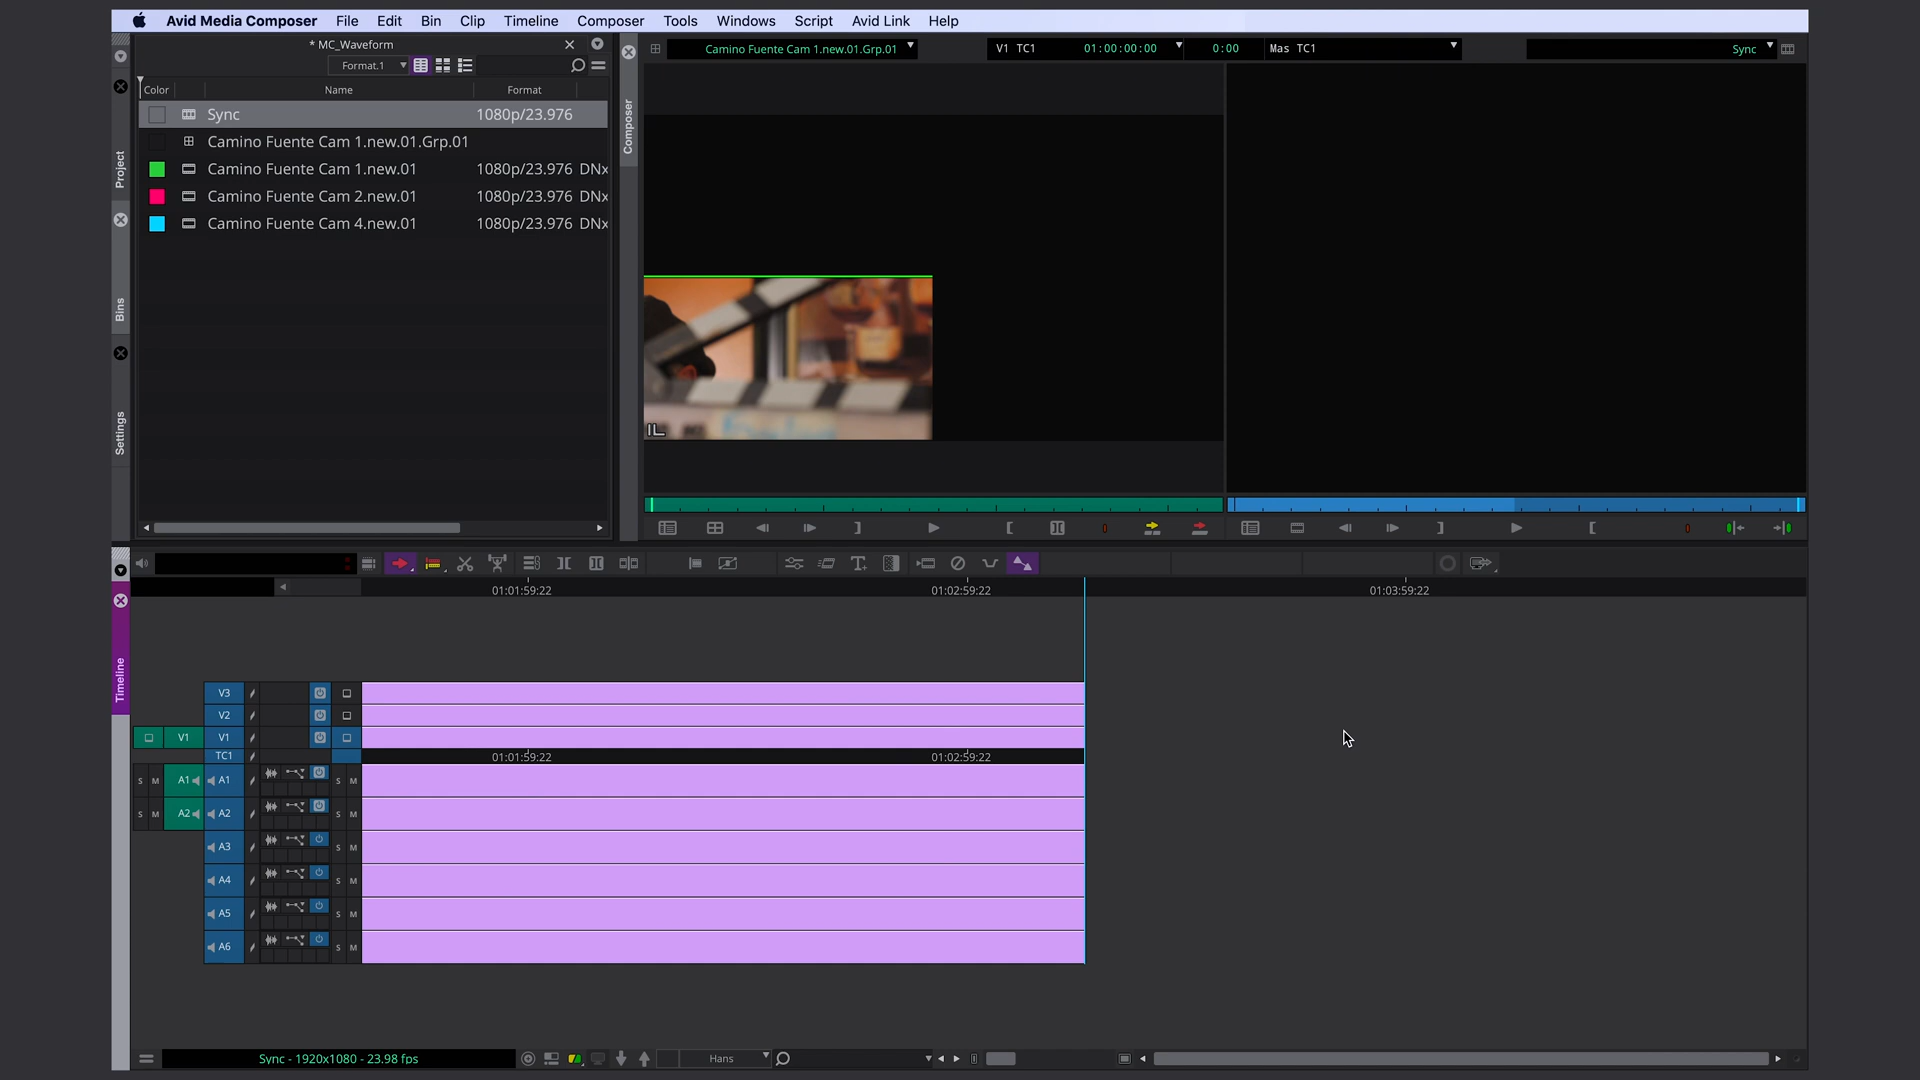 Avid Media Composer File Edit Bin Clip Timeline Composer Tools Windows Script Avid Link Help
* MC_Waveform
Format.1
Color Name Format
Sync 1080p/23.976
Camino Fuente Cam 1.new.01.Grp.01
Camino Fuente Cam 1.new.01 1080p/23.976 DNx
Camino Fuente Cam 2.new.01 1080p/23.976 DNx
Camino Fuente Cam 4.new.01 1080p/23.976 DNx
Project
Bins
Settings
Composer
Camino Fuente Cam 1.new.01.Grp.01 V1 TC1 01:00:00:00 0:00 Mas TC1 Sync
Timeline
01:01:59:22 01:02:59:22 01:03:59:22
V3
V2
V1 V1
TC1 01:01:59:22 01:02:59:22
S M A1 A1 S M
S M A2 A2 S M
A3 S M
A4 S M
A5 S M
A6 S M
Sync - 1920x1080 - 23.98 fps Hans